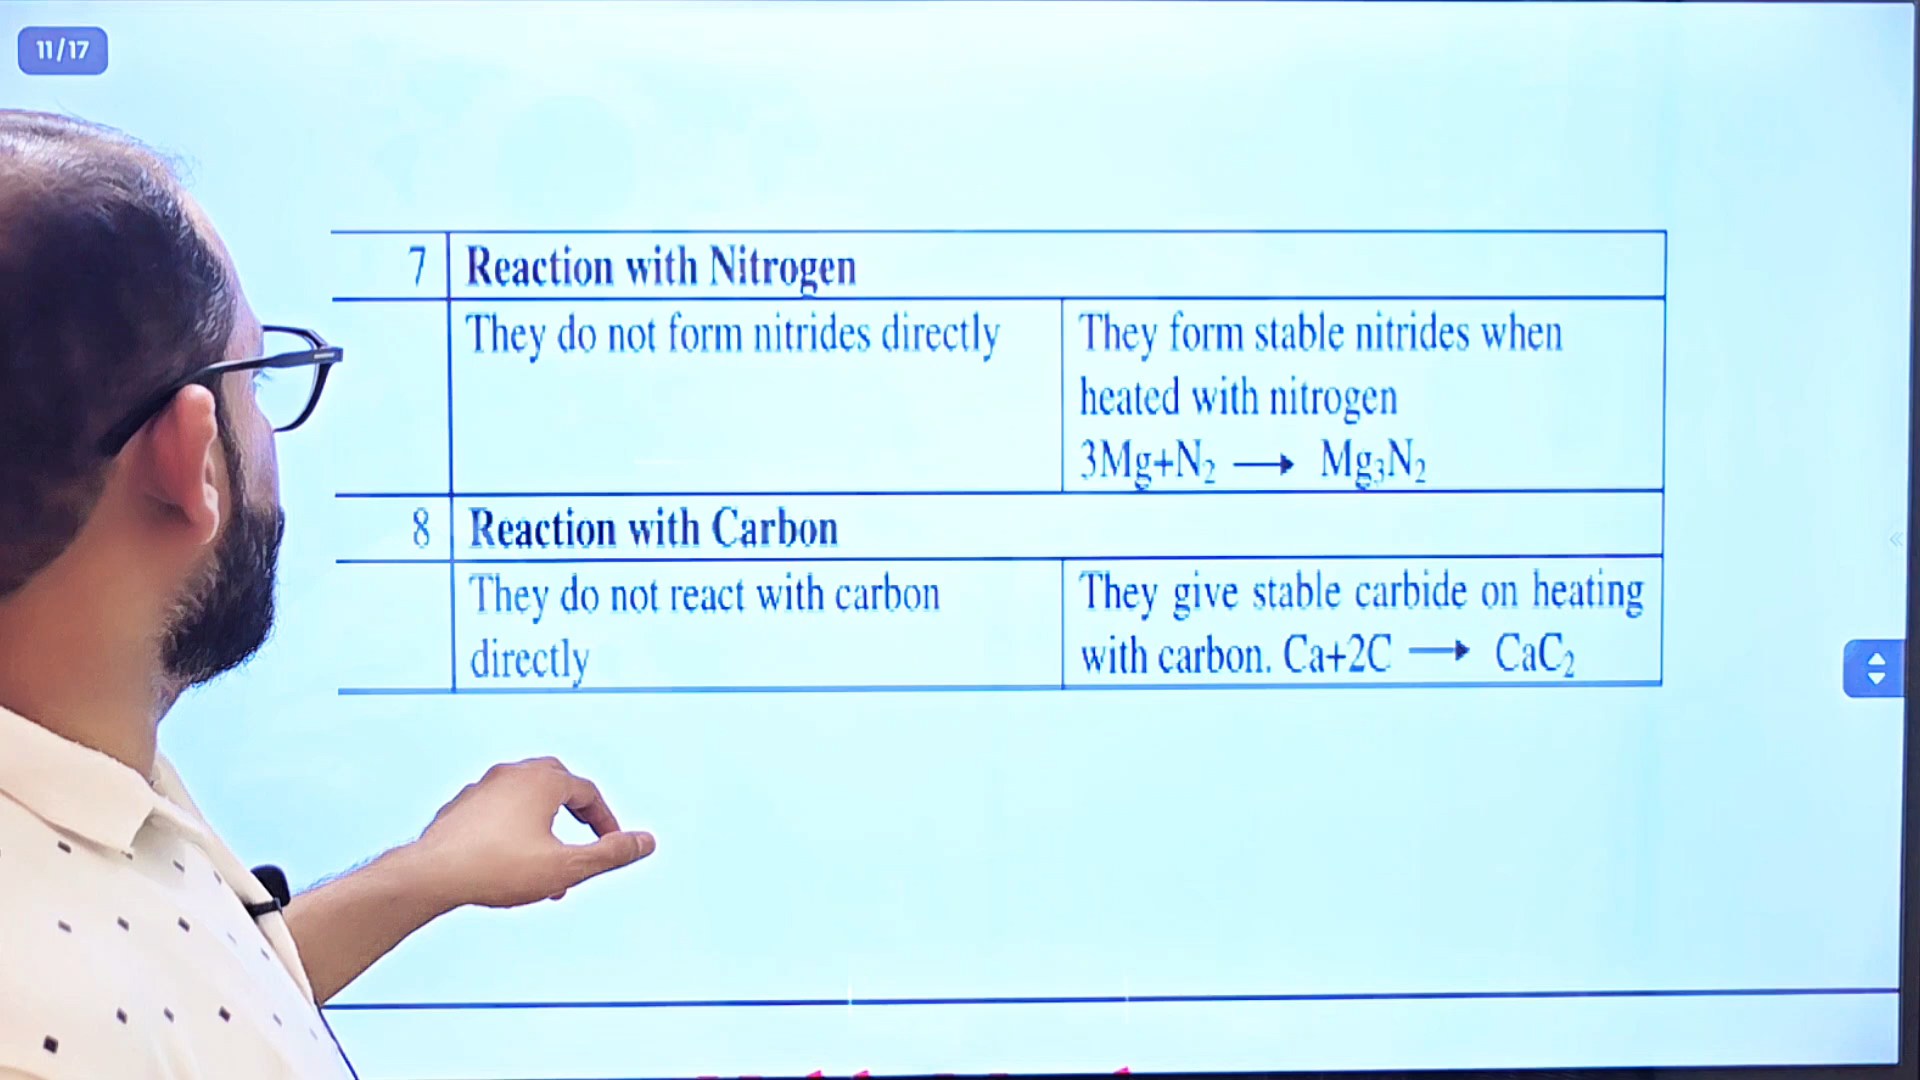 11/17
7 Reaction with Nitrogen
They do not form nitrides directly
They form stable nitrides when
heated with nitrogen
3Mg+N₂ ⟶ Mg₃N₂
8 Reaction with Carbon
They do not react with carbon
directly
They give stable carbide on heating
with carbon. Ca+2C ⟶ CaC₂